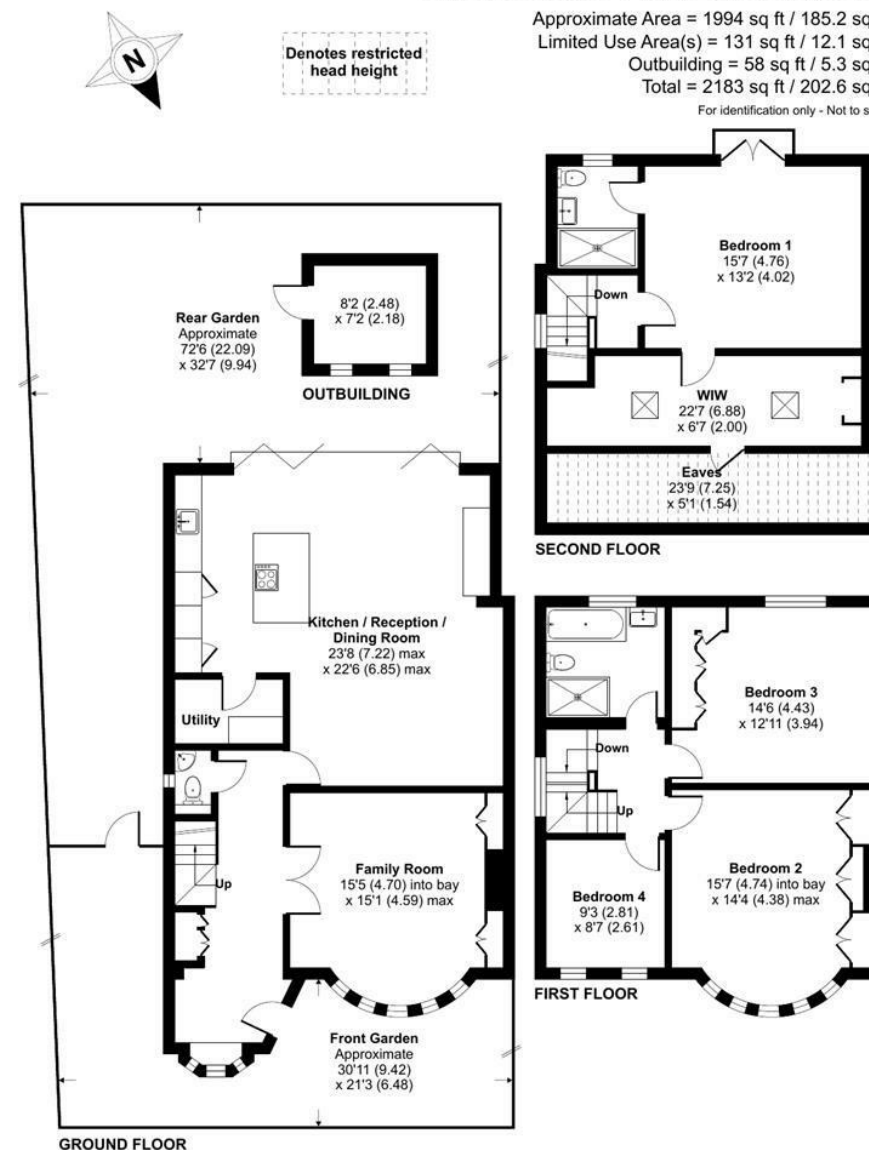 Approximate Area = 1994 sq ft / 185.2 sq
Limited Use Area(s) = 131 sq ft / 12.1 sq
Outbuilding = 58 sq ft / 5.3 sq
Total = 2183 sq ft / 202.6 sq
For identification only - Not to s
N
Denotes restricted
head height
Rear Garden
Approximate
72'6 (22.09)
x 32'7 (9.94)
8'2 (2.48)
x 7'2 (2.18)
OUTBUILDING
Kitchen / Reception /
Dining Room
23'8 (7.22) max
x 22'6 (6.85) max
Utility
Up
Family Room
15'5 (4.70) into bay
x 15'1 (4.59) max
Front Garden
Approximate
30'11 (9.42)
x 21'3 (6.48)
GROUND FLOOR
Bedroom 1
15'7 (4.76)
x 13'2 (4.02)
Down
WIW
22'7 (6.88)
x 6'7 (2.00)
Eaves
23'9 (7.25)
x 5'1 (1.54)
SECOND FLOOR
Bedroom 3
14'6 (4.43)
x 12'11 (3.94)
Down
Up
Bedroom 2
15'7 (4.74) into bay
x 14'4 (4.38) max
Bedroom 4
9'3 (2.81)
x 8'7 (2.61)
FIRST FLOOR